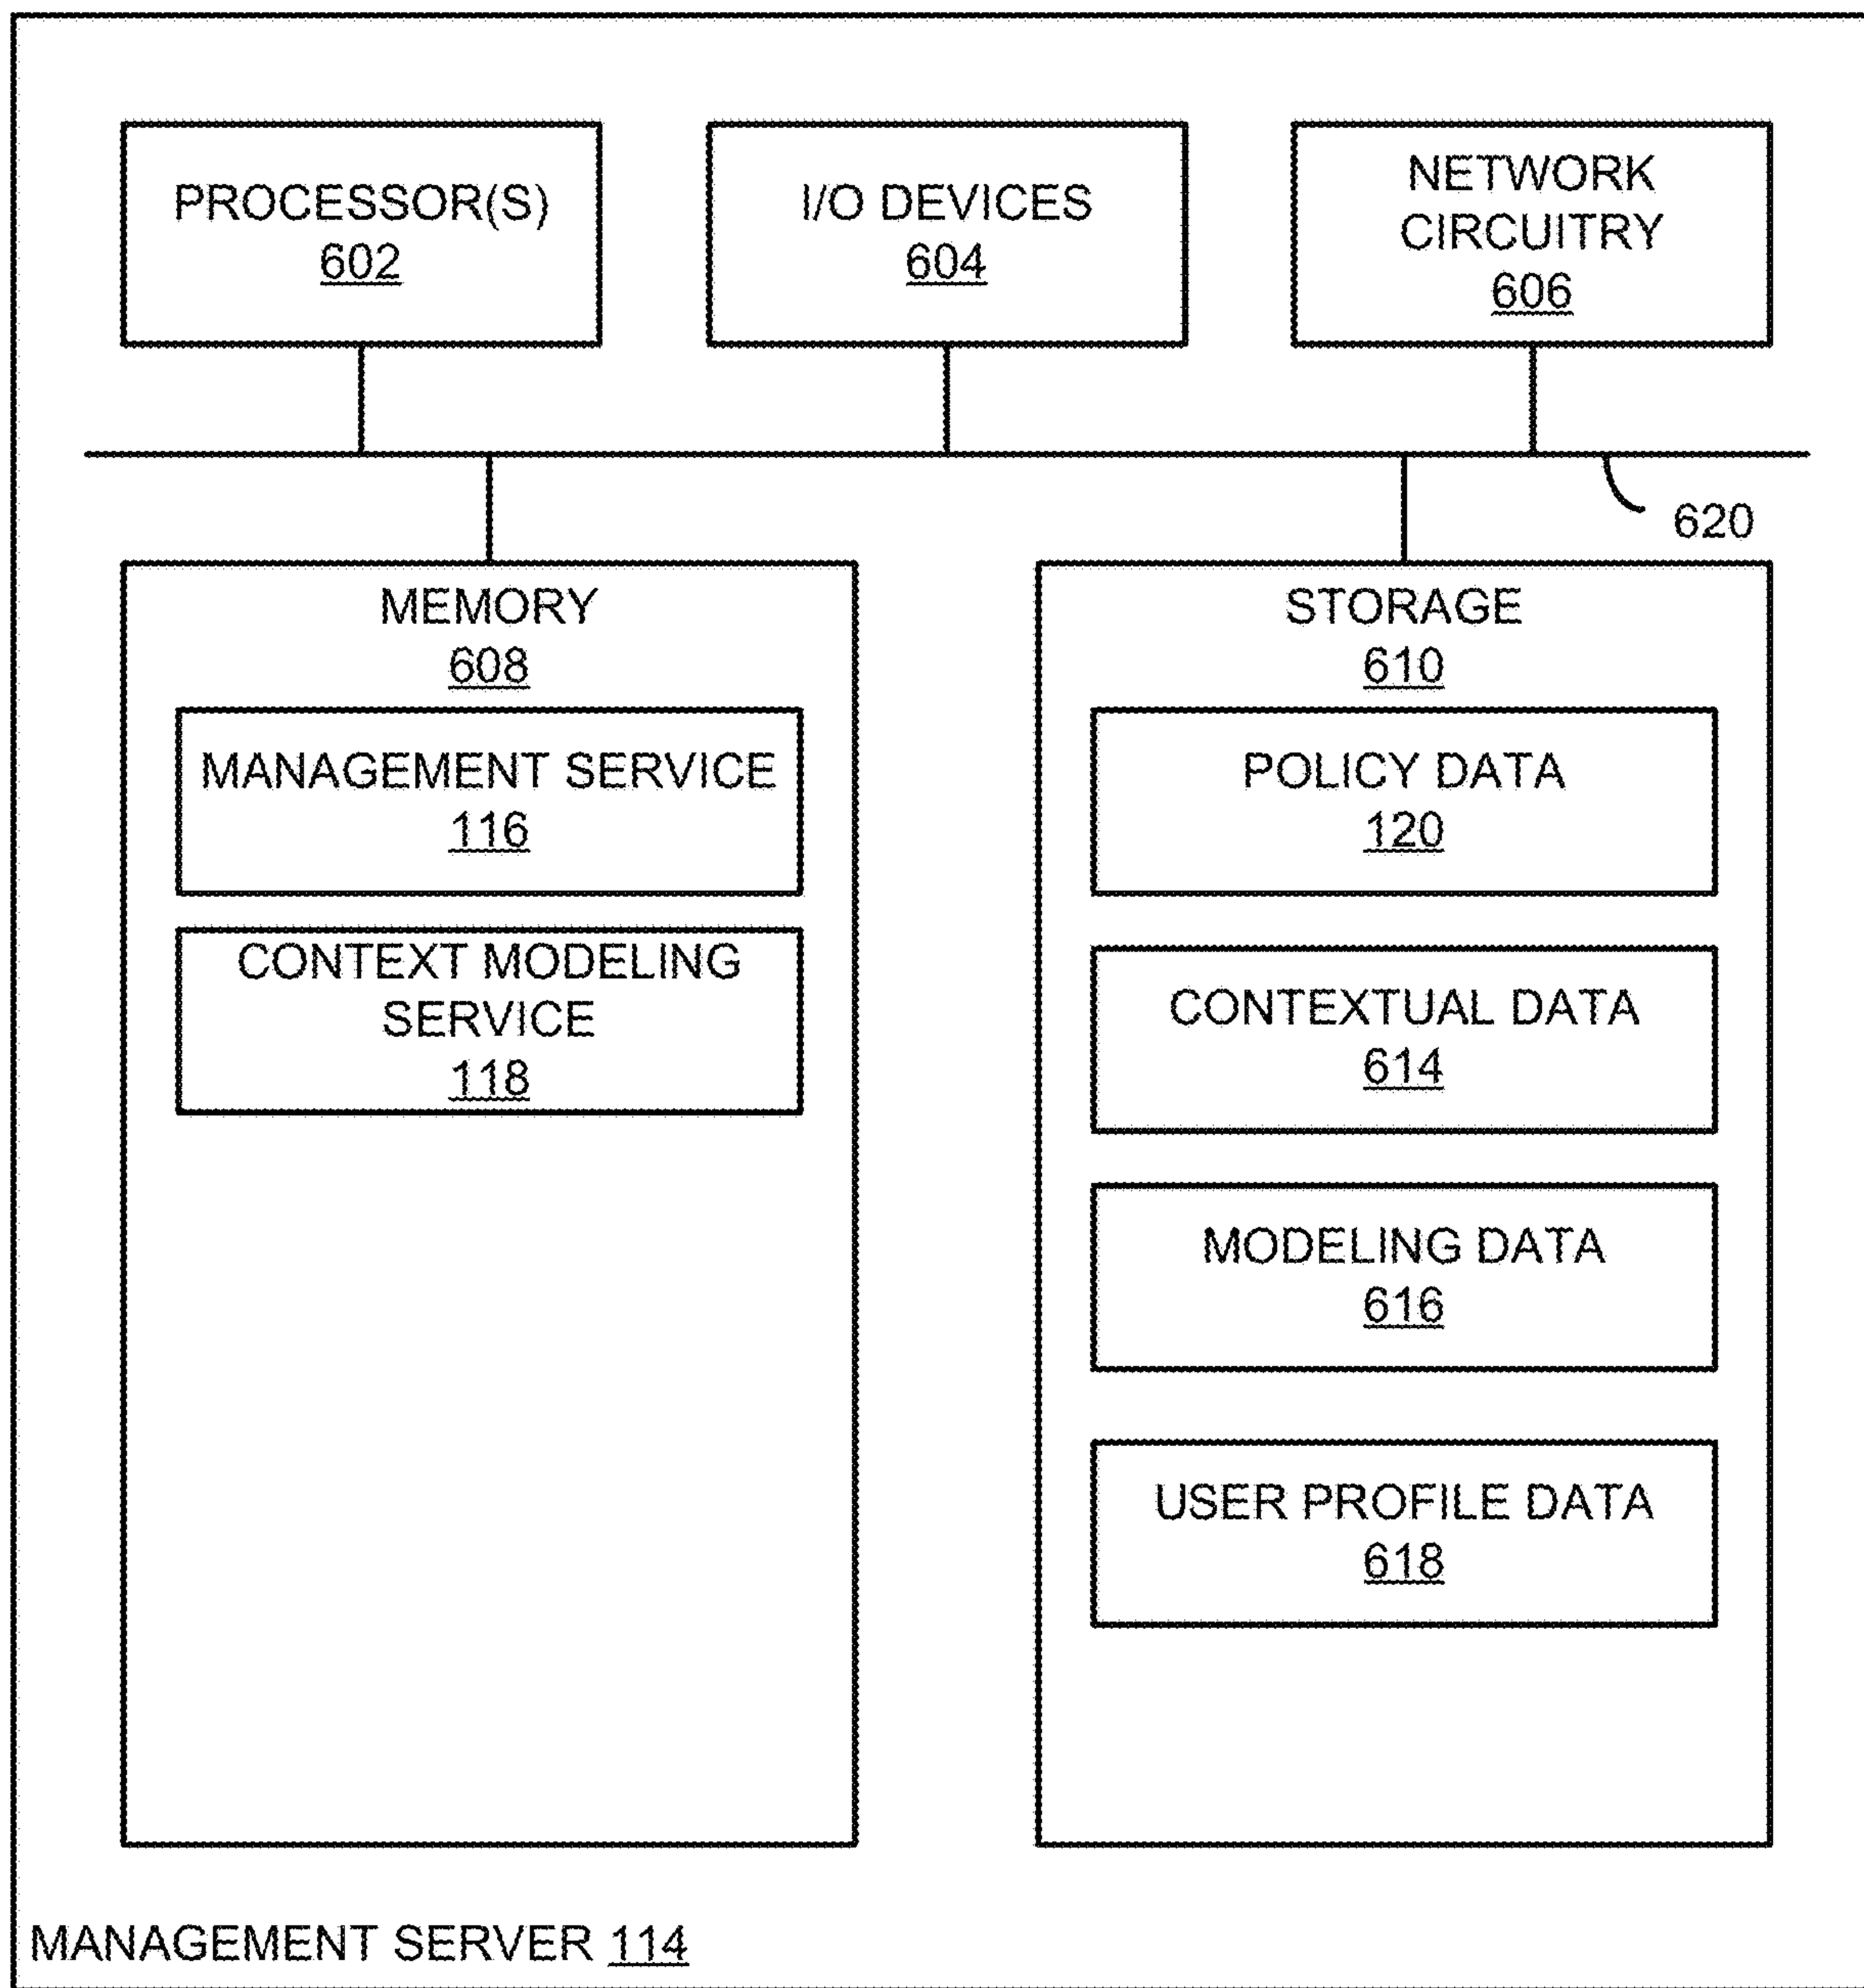 PROCESSOR(S)
602
I/O DEVICES
604
NETWORK
CIRCUITRY
606
620
MEMORY
608
MANAGEMENT SERVICE
116
CONTEXT MODELING
SERVICE
118
STORAGE
610
POLICY DATA
120
CONTEXTUAL DATA
614
MODELING DATA
616
USER PROFILE DATA
618
MANAGEMENT SERVER 114